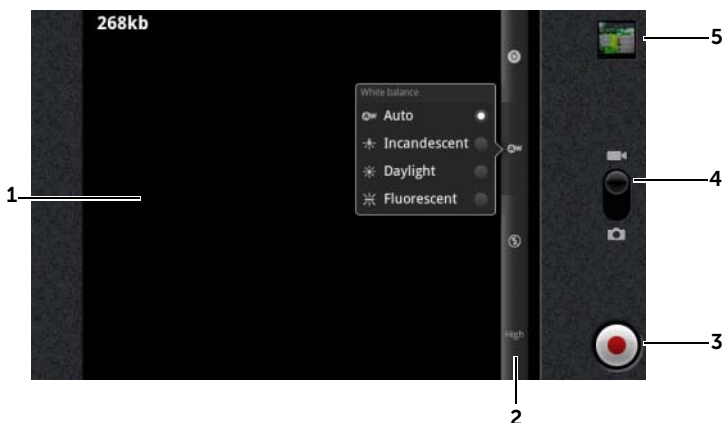 268kb
5
White balance
Auto
Incandescent
Daylight
Fluorescent
4
1
High
3
2